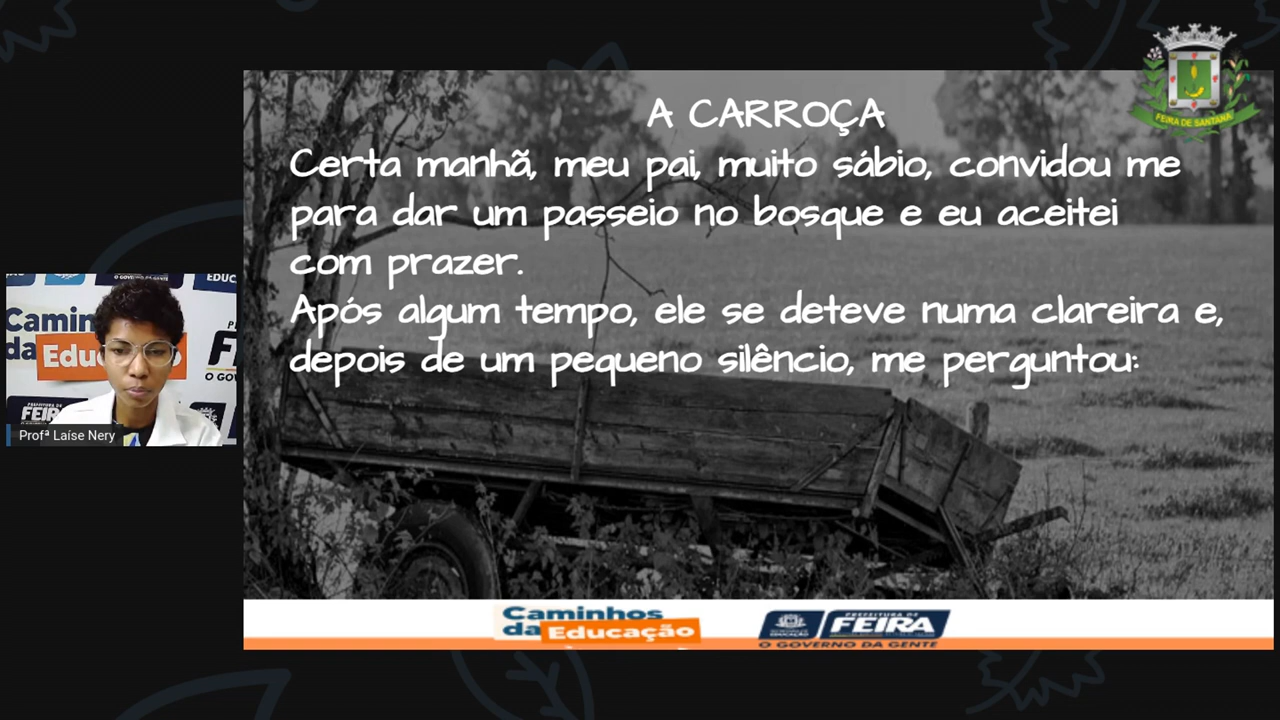 A CARROÇA
Certa manhã, meu pai, muito sábio, convidou me
para dar um passeio no bosque e eu aceitei
com prazer.
Após algum tempo, ele se deteve numa clareira e,
depois de um pequeno silêncio, me perguntou:
FEIRA DE SANTANA
Profª Laíse Nery
Caminhos
da Educação
PREFEITURA DE
FEIRA
O GOVERNO DA GENTE